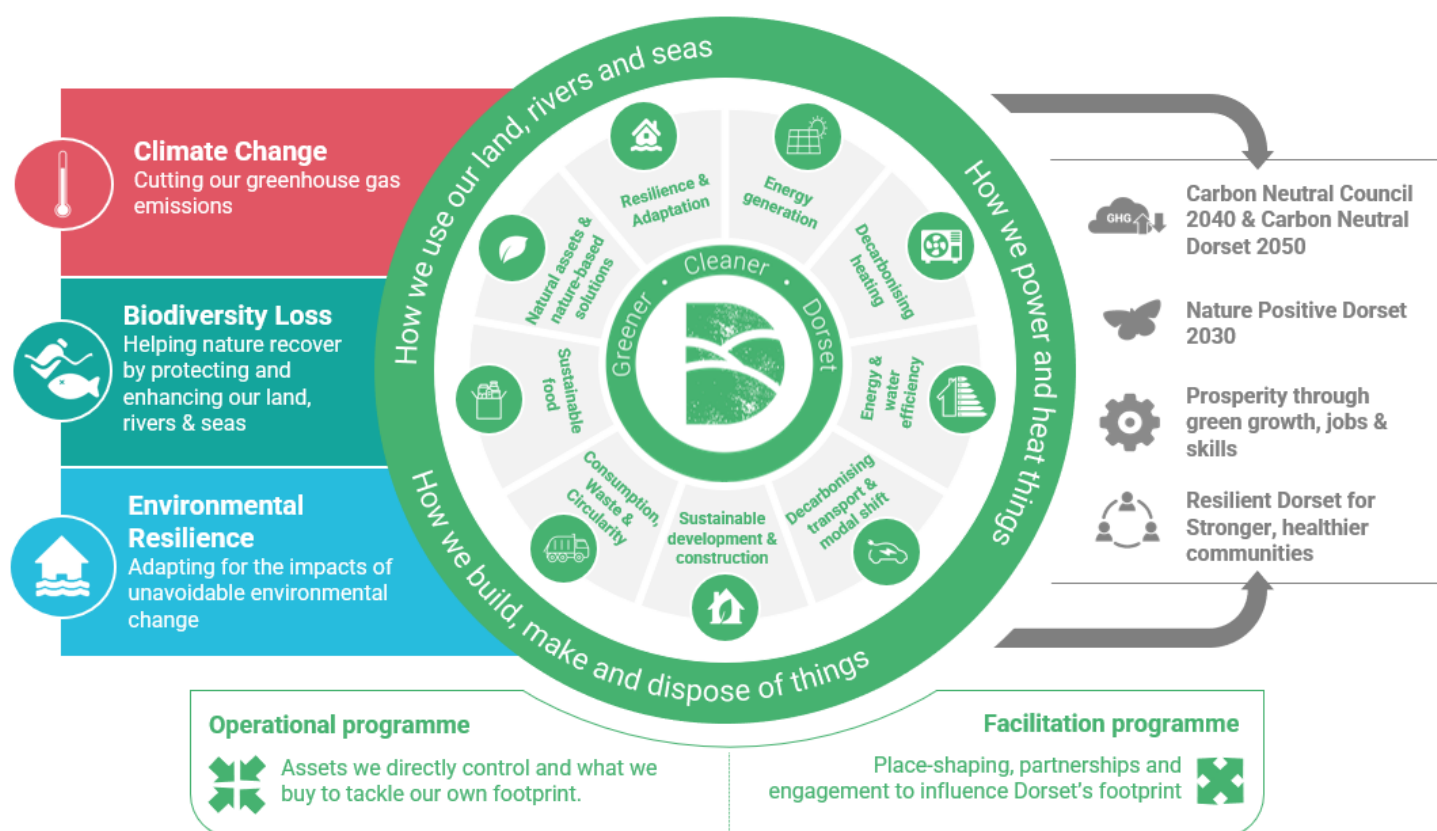 Climate Change
Cutting our greenhouse gas
emissions
Biodiversity Loss
Helping nature recover
by protecting and
enhancing our land,
rivers & seas
Environmental
Resilience
Adapting for the impacts of
unavoidable environmental
change
How we use our land, rivers and seas
How we power and heat things
How we build, make and dispose of things
Resilience &
Adaptation
Energy
generation
Decarbonising
heating
Energy &
water
efficiency
Decarbonising
transport &
modal shift
Sustainable
development &
construction
Consumption,
Waste &
Circularity
Sustainable
food
Natural assets &
nature-based
solutions
Greener • Cleaner • Dorset
GHG
Carbon Neutral Council
2040 & Carbon Neutral
Dorset 2050
Nature Positive Dorset
2030
Prosperity through
green growth, jobs &
skills
Resilient Dorset for
Stronger, healthier
communities
Operational programme
Assets we directly control and what we
buy to tackle our own footprint.
Facilitation programme
Place-shaping, partnerships and
engagement to influence Dorset's footprint